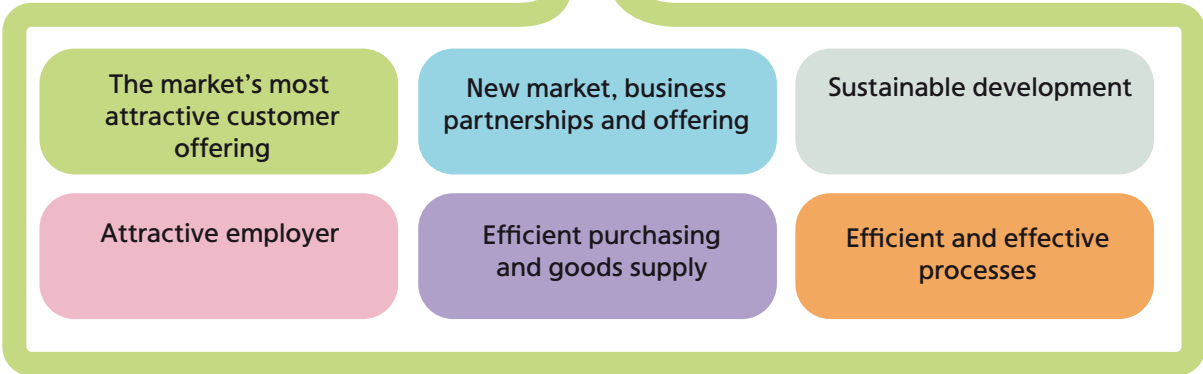 The market’s most
attractive customer
offering
New market, business
partnerships and offering
Sustainable development
Attractive employer
Efficient purchasing
and goods supply
Efficient and effective
processes